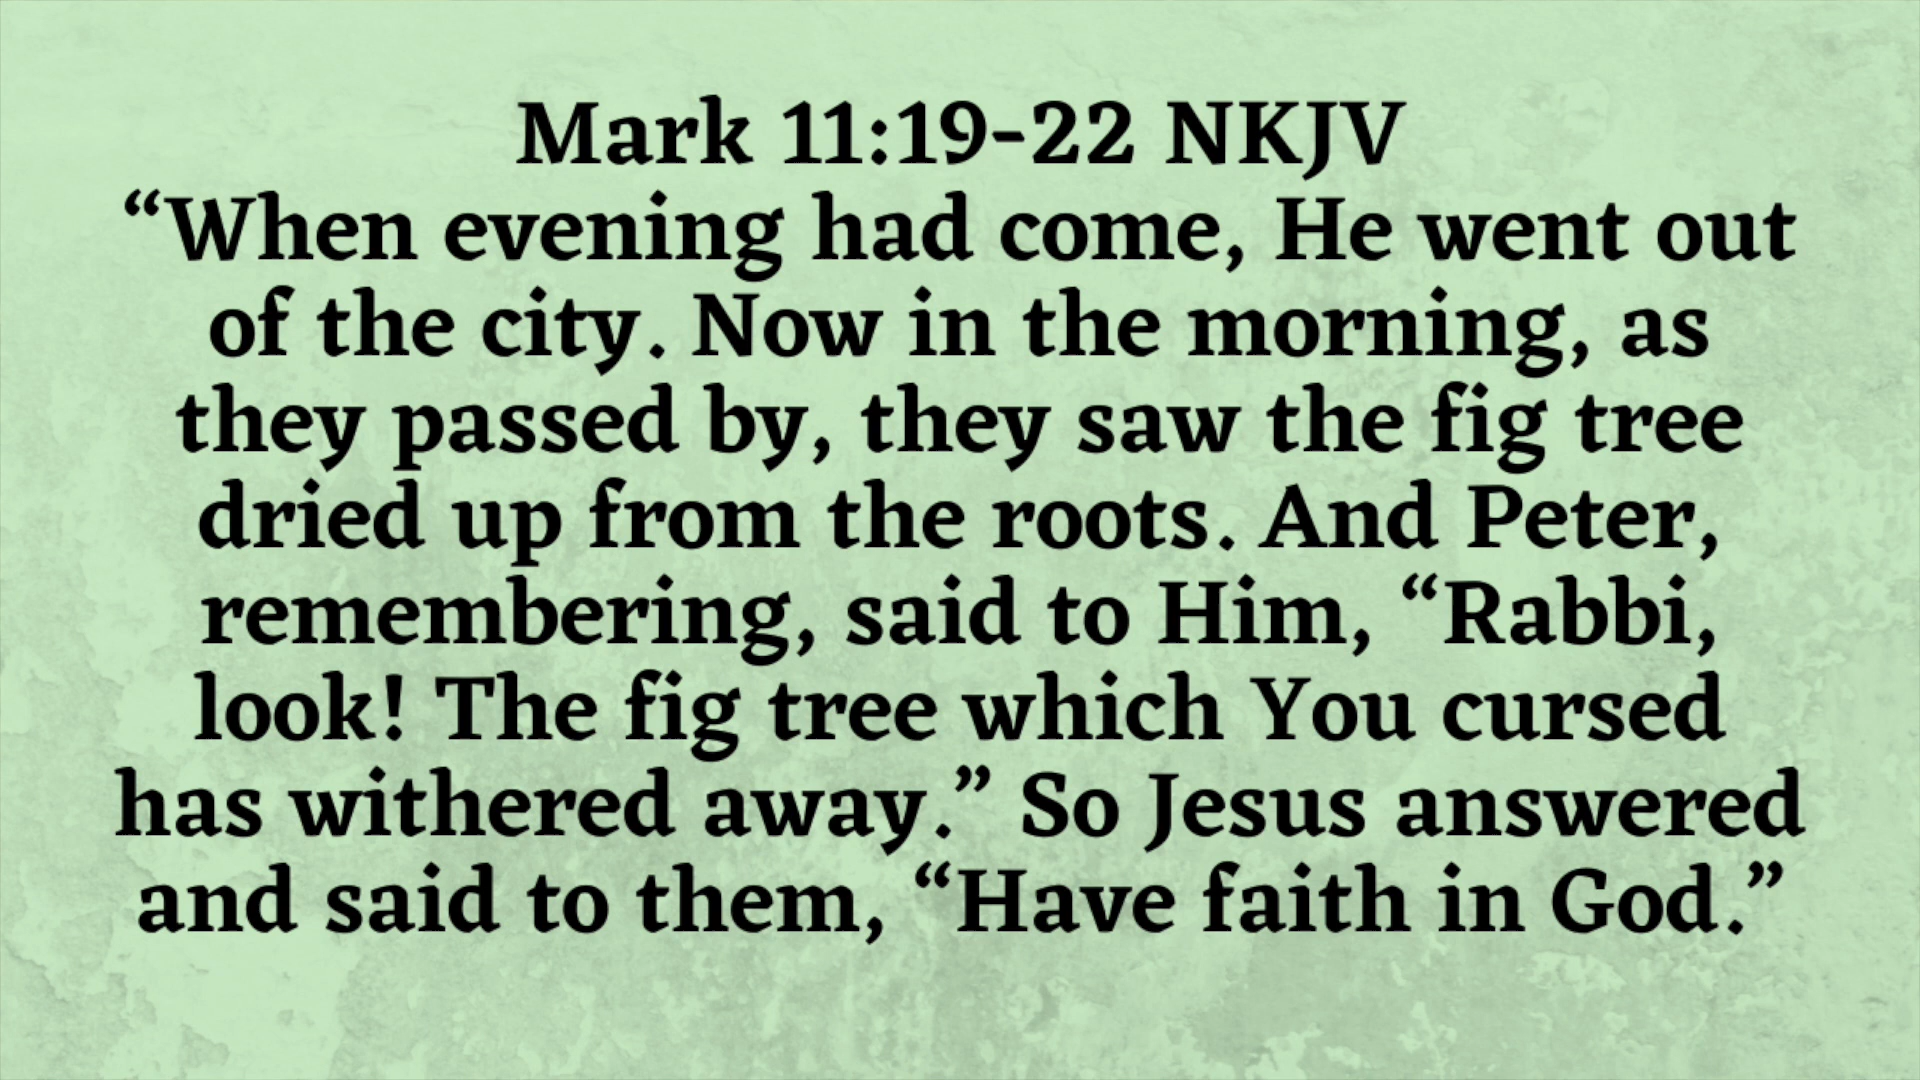 Mark 11:19-22 NKJV
“When evening had come, He went out
of the city. Now in the morning, as
they passed by, they saw the fig tree
dried up from the roots. And Peter,
remembering, said to Him, “Rabbi,
look! The fig tree which You cursed
has withered away.” So Jesus answered
and said to them, “Have faith in God.”